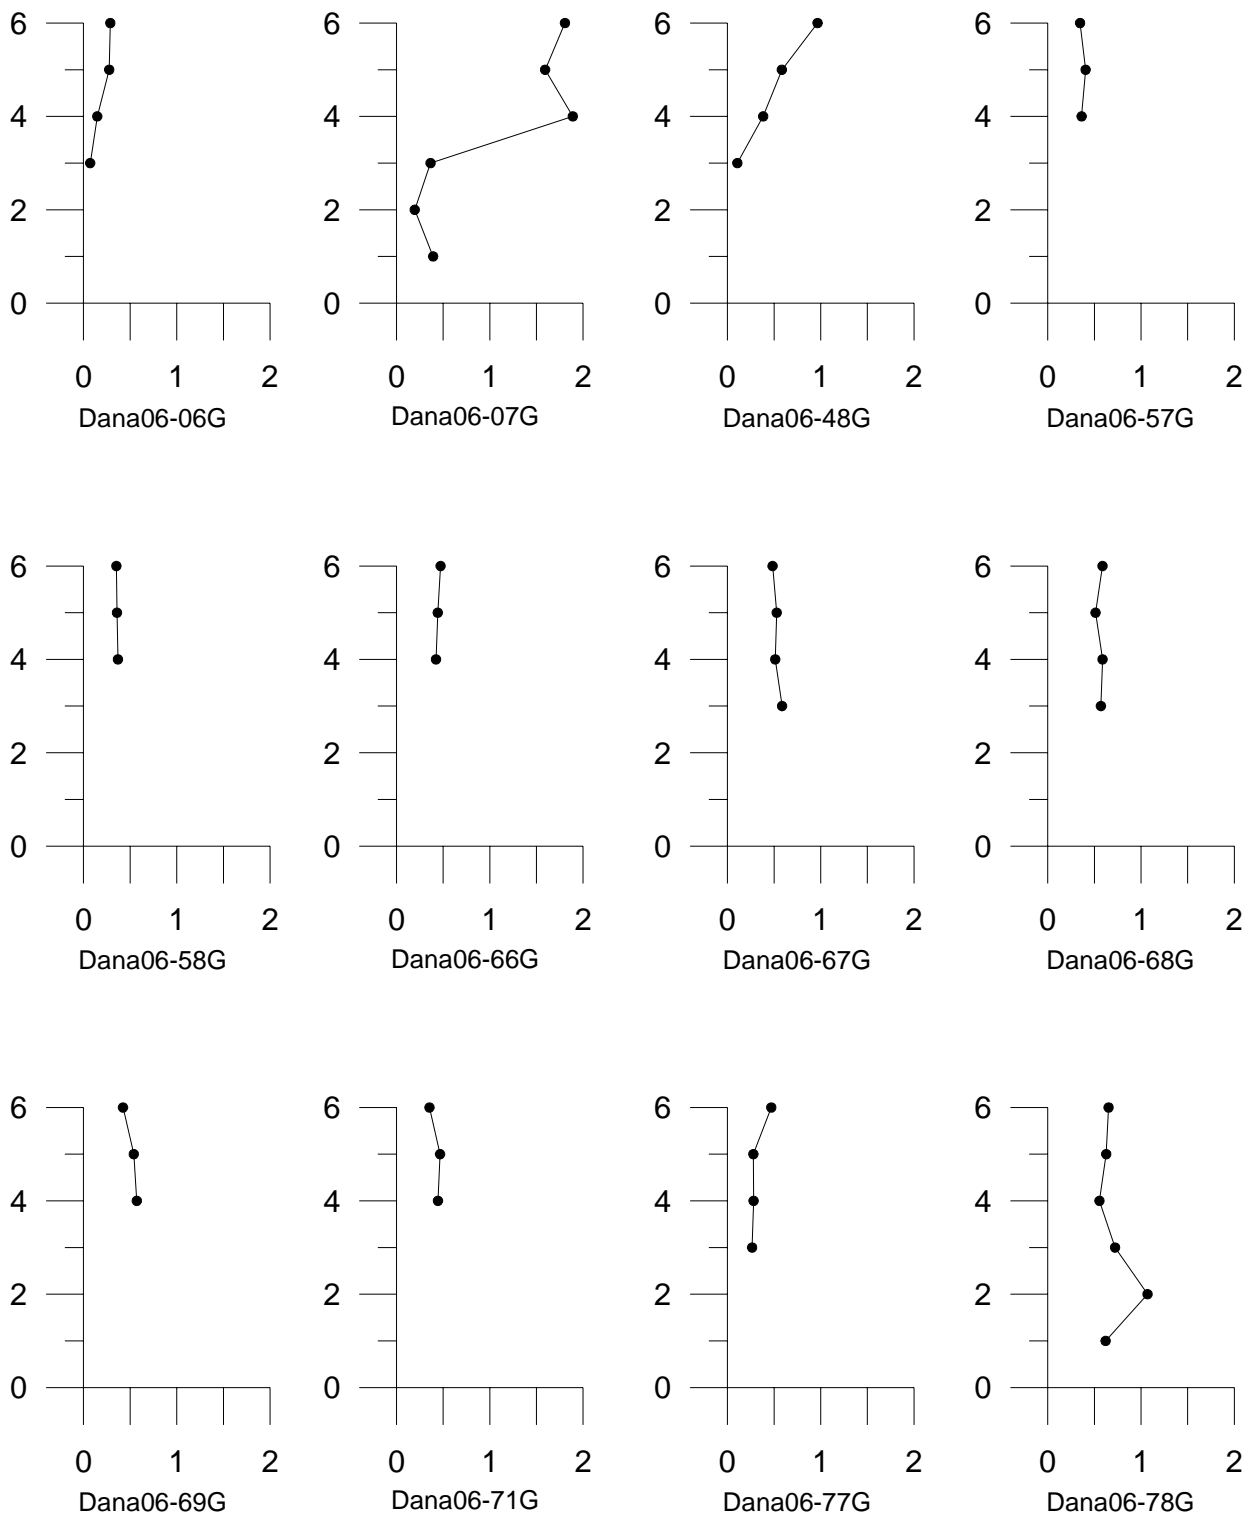 6 6 6 6
4 4 4 4
2 2 2 2
0 0 0 0
0 1 2 0 1 2 0 1 2 0 1 2
Dana06-06G Dana06-07G Dana06-48G Dana06-57G
6 6 6 6
4 4 4 4
2 2 2 2
0 0 0 0
0 1 2 0 1 2 0 1 2 0 1 2
Dana06-58G Dana06-66G Dana06-67G Dana06-68G
6 6 6 6
4 4 4 4
2 2 2 2
0 0 0 0
0 1 2 0 1 2 0 1 2 0 1 2
Dana06-69G Dana06-71G Dana06-77G Dana06-78G